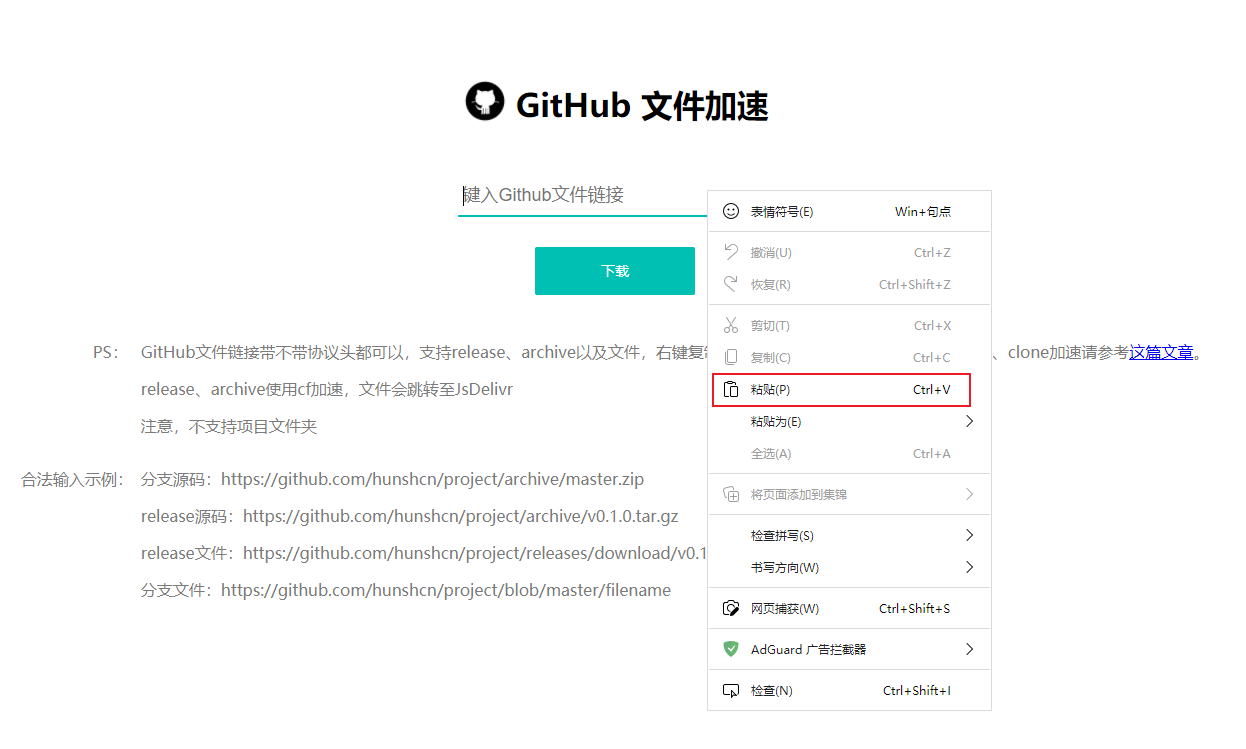 GitHub 文件加速
键入Github文件链接
下载
PS： GitHub文件链接带不带协议头都可以，支持release、archive以及文件，右键复制
、clone加速请参考这篇文章。
release、archive使用cf加速，文件会跳转至JsDelivr
注意，不支持项目文件夹
合法输入示例： 分支源码：https://github.com/hunshcn/project/archive/master.zip
release源码：https://github.com/hunshcn/project/archive/v0.1.0.tar.gz
release文件：https://github.com/hunshcn/project/releases/download/v0.1
分支文件：https://github.com/hunshcn/project/blob/master/filename
表情符号(E) Win+句点
撤消(U) Ctrl+Z
恢复(R) Ctrl+Shift+Z
剪切(T) Ctrl+X
复制(C) Ctrl+C
粘贴(P) Ctrl+V
粘贴为(E)
全选(A) Ctrl+A
将页面添加到集锦
检查拼写(S)
书写方向(W)
网页捕获(W) Ctrl+Shift+S
AdGuard 广告拦截器
检查(N) Ctrl+Shift+I